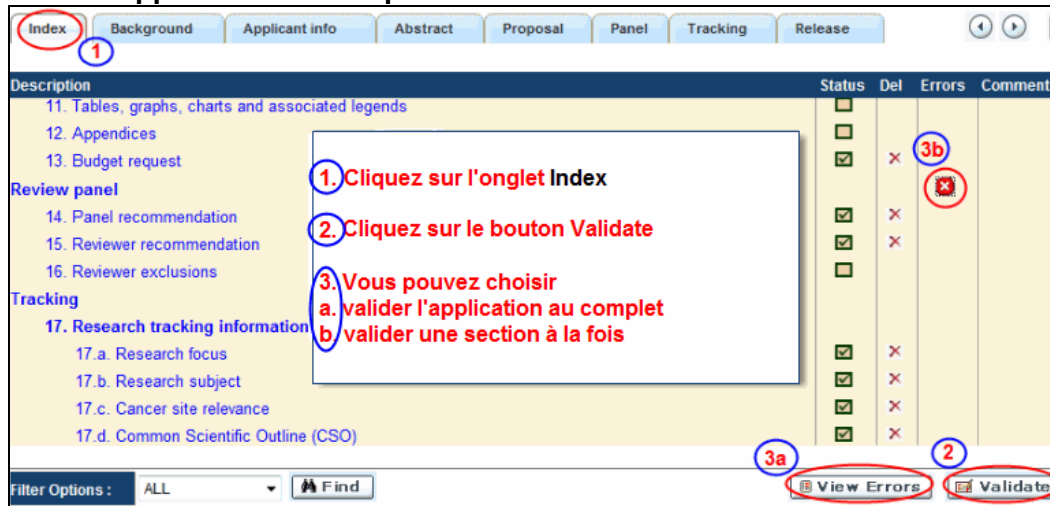 Index Background Applicant info Abstract Proposal Panel Tracking Release
1
Description Status Del Errors Comment
11. Tables, graphs, charts and associated legends
12. Appendices
13. Budget request
3b
Review panel
14. Panel recommendation
15. Reviewer recommendation
16. Reviewer exclusions
Tracking
17. Research tracking information
17.a. Research focus
17.b. Research subject
17.c. Cancer site relevance
17.d. Common Scientific Outline (CSO)
1. Cliquez sur l'onglet Index
2. Cliquez sur le bouton Validate
3. Vous pouvez choisir
a. valider l'application au complet
b. valider une section à la fois
3a
2
Filter Options : ALL Find View Errors Validate